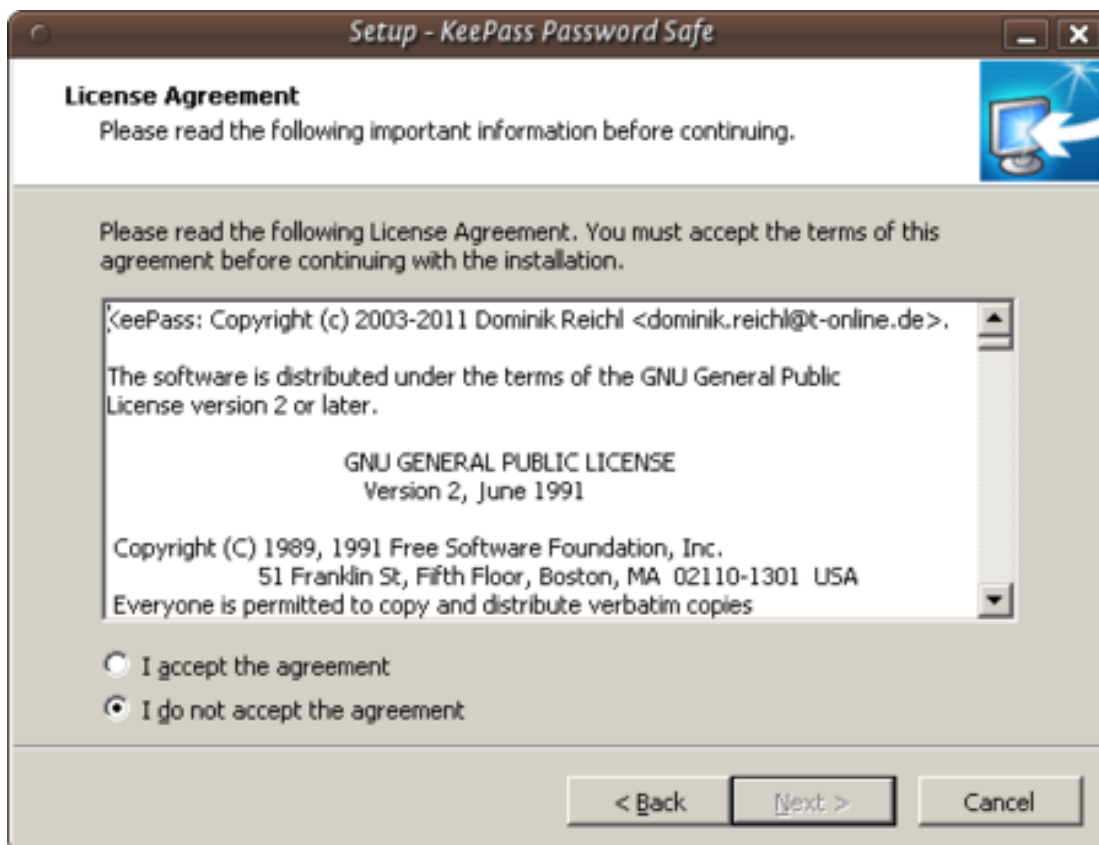 Setup - KeePass Password Safe
License Agreement
Please read the following important information before continuing.
Please read the following License Agreement. You must accept the terms of this
agreement before continuing with the installation.
KeePass: Copyright (c) 2003-2011 Dominik Reichl <dominik.reichl@t-online.de>.
The software is distributed under the terms of the GNU General Public
License version 2 or later.
GNU GENERAL PUBLIC LICENSE
Version 2, June 1991
Copyright (C) 1989, 1991 Free Software Foundation, Inc.
51 Franklin St, Fifth Floor, Boston, MA 02110-1301 USA
Everyone is permitted to copy and distribute verbatim copies
I accept the agreement
I do not accept the agreement
< Back Next > Cancel